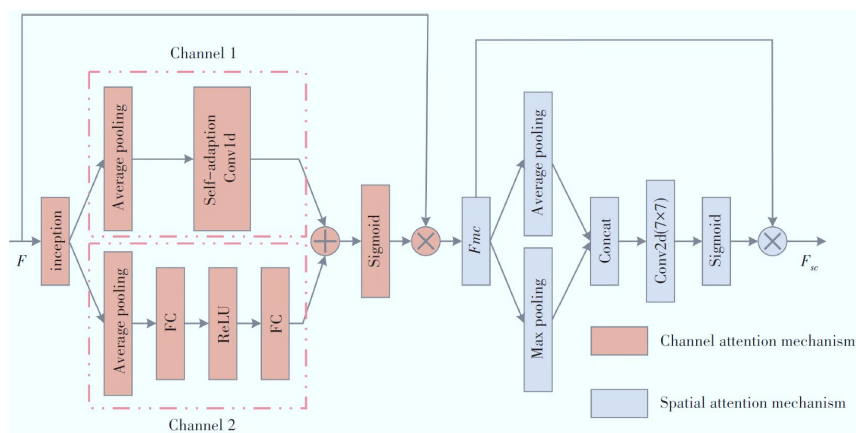 Channel 1
Average pooling
Self-adaption
Conv1d
F
inception
Average pooling
FC
ReLU
FC
Channel 2
Sigmoid
Fmc
Average pooling
Max pooling
Concat
Conv2d(7×7)
Sigmoid
Fsc
Channel attention mechanism
Spatial attention mechanism